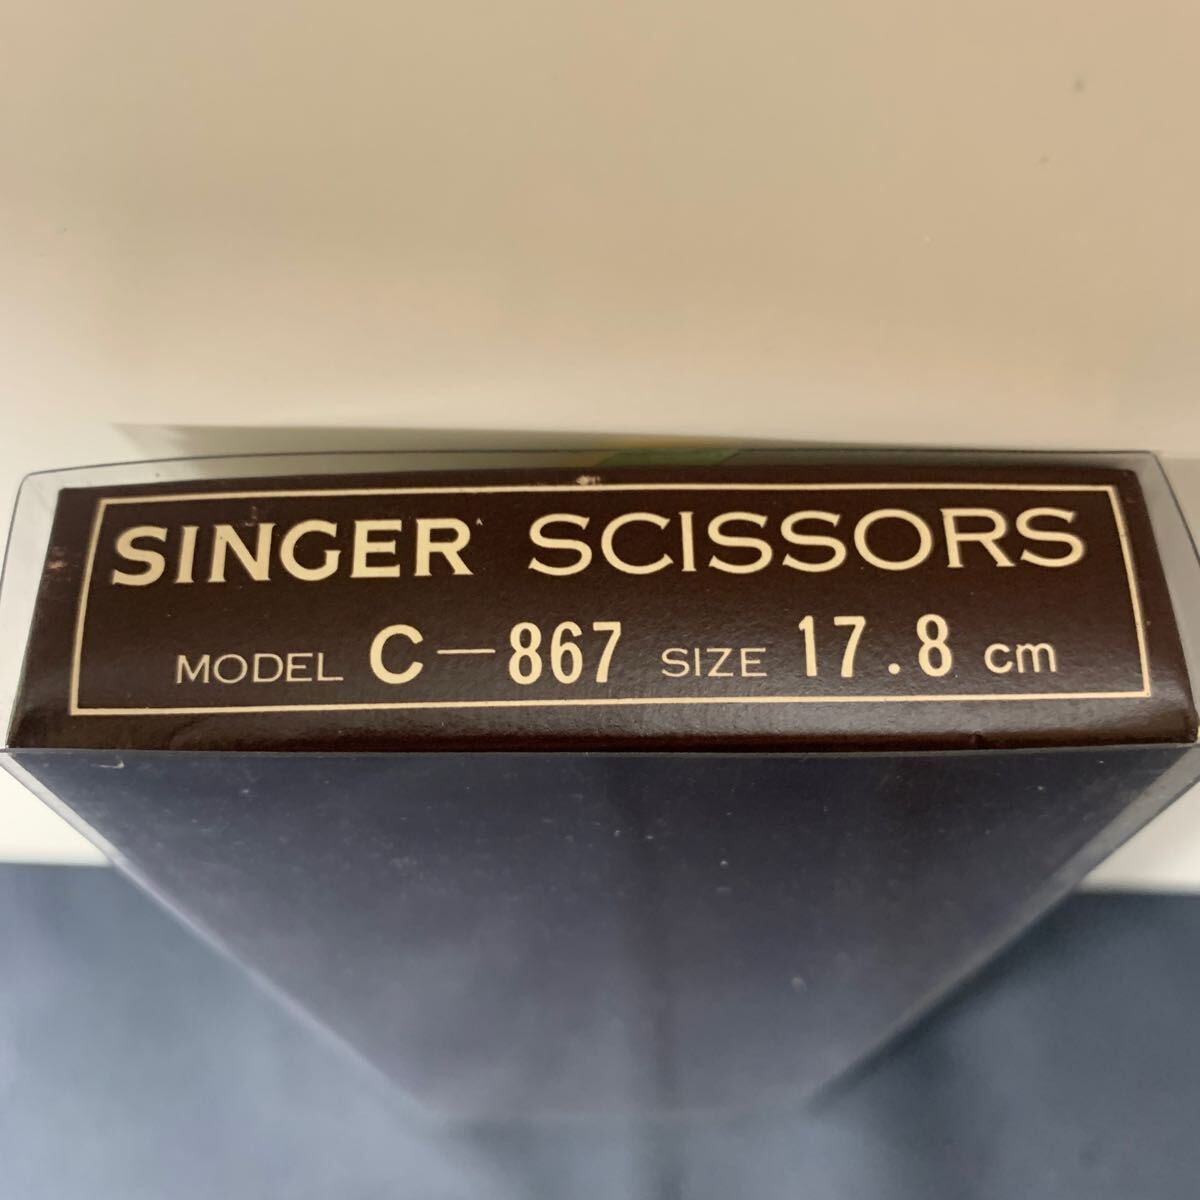 SINGER SCISSORS
MODEL C-867 SIZE 17.8 cm